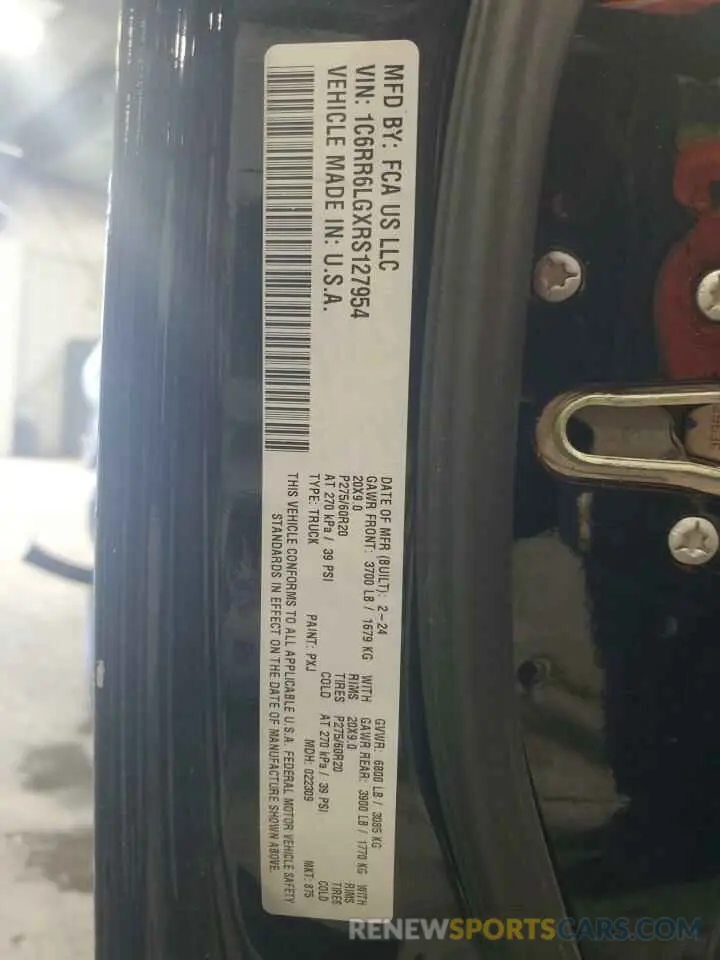 MFD BY: FCA US LLC
VIN: 1C6RR6LGXRS127954
VEHICLE MADE IN: U.S.A.
DATE OF MFR (BUILT): 2-24 GVWR: 6800 LB / 3085 KG
GAWR FRONT: 3700 LB / 1679 KG WITH GAWR REAR: 3900 LB / 1770 KG WITH
20X9.0 RIMS 20X9.0 RIMS
P275/60R20 TIRES P275/60R20 TIRES
AT 270 kPa / 39 PSI COLD AT 270 kPa / 39 PSI COLD
TYPE: TRUCK PAINT: PXJ MDH: 022309 MKT: 875
THIS VEHICLE CONFORMS TO ALL APPLICABLE U.S.A. FEDERAL MOTOR VEHICLE SAFETY
STANDARDS IN EFFECT ON THE DATE OF MANUFACTURE SHOWN ABOVE.
RENEWSPORTSCARS.COM